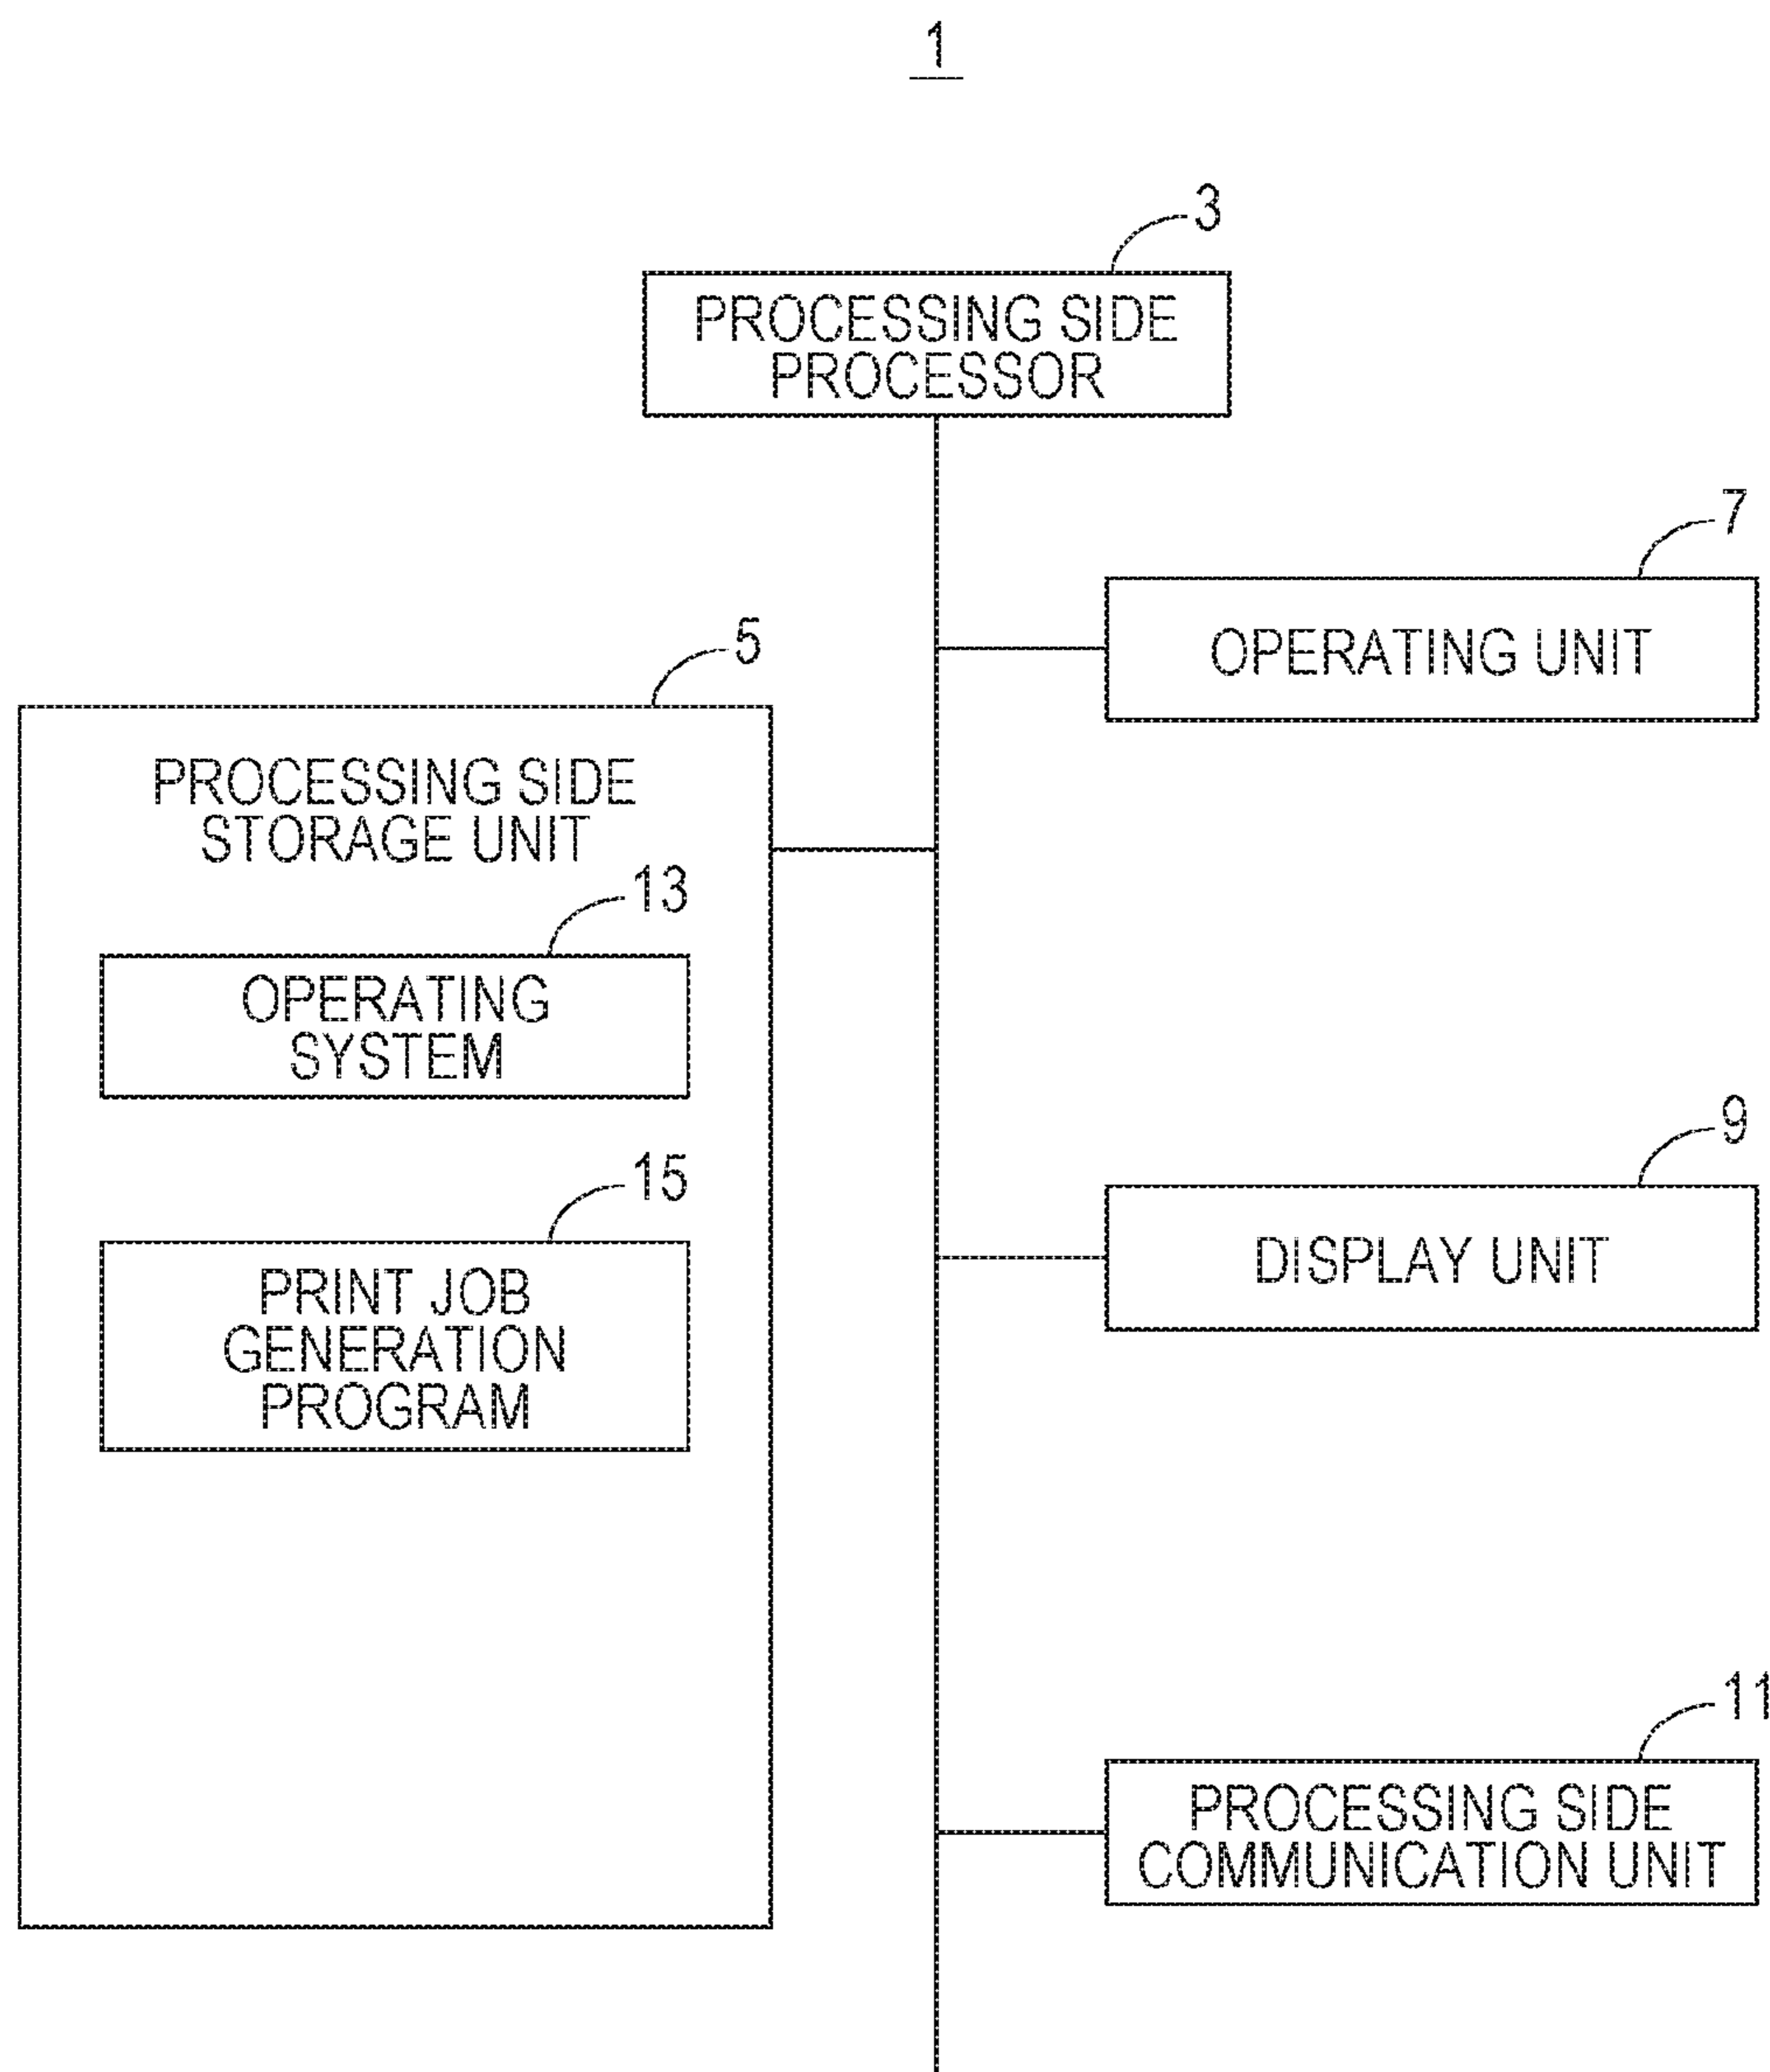 1
3
PROCESSING SIDE
PROCESSOR
7
OPERATING UNIT
5
PROCESSING SIDE
STORAGE UNIT
13
OPERATING
SYSTEM
15
PRINT JOB
GENERATION
PROGRAM
9
DISPLAY UNIT
11
PROCESSING SIDE
COMMUNICATION UNIT